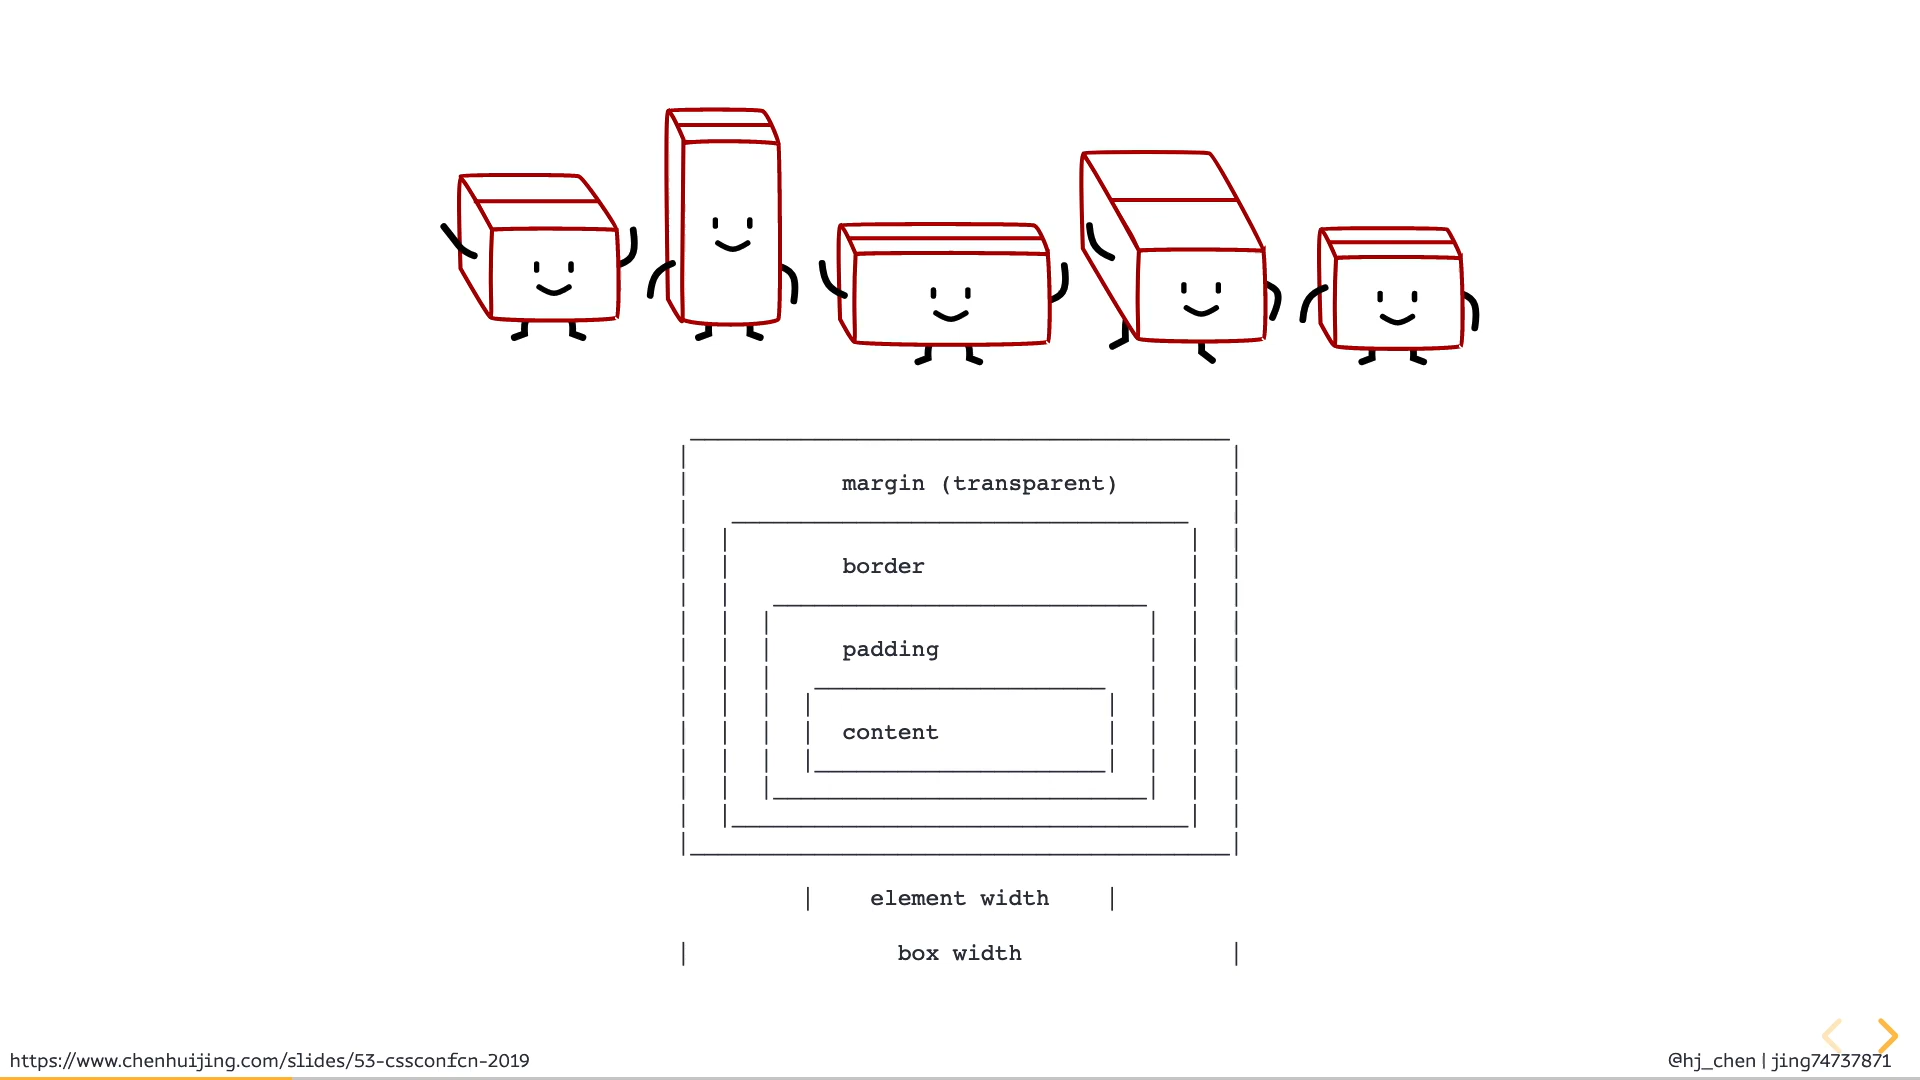 margin (transparent)
border
padding
content
element width
box width
https://www.chenhuijing.com/slides/53-cssconfcn-2019
@hj_chen | jing74737871